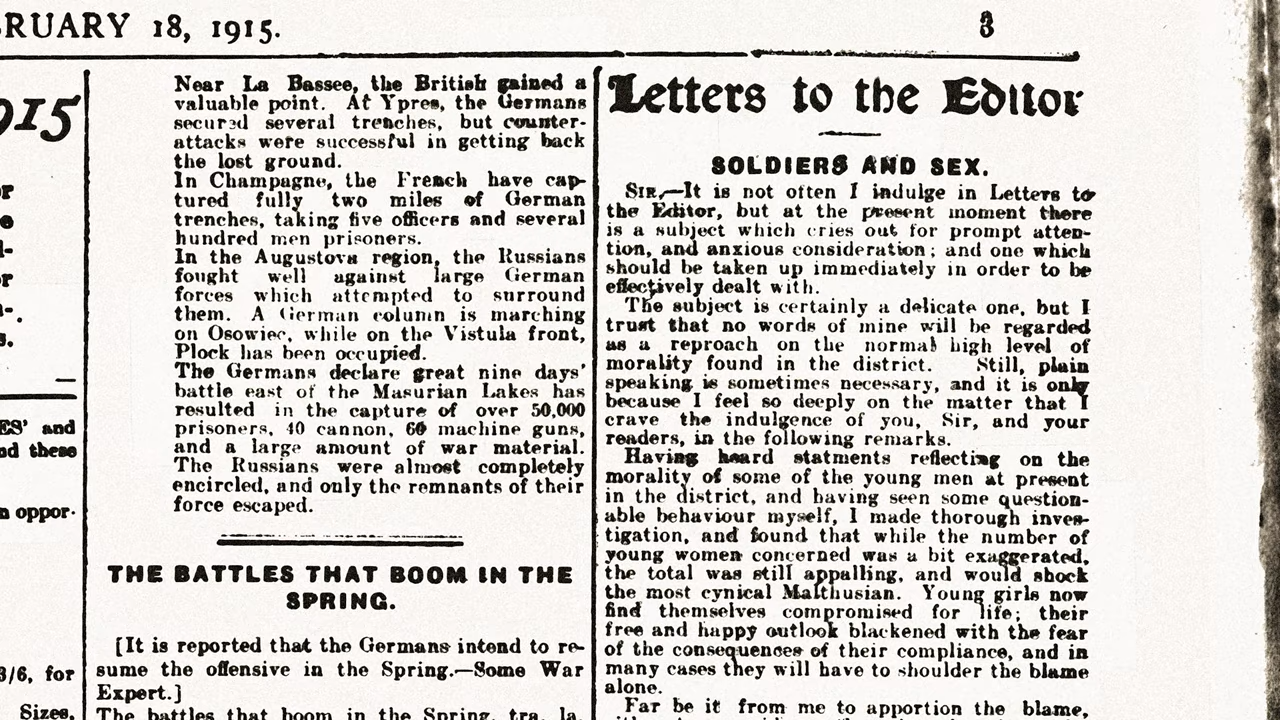 BRUARY 18, 1915.
3
915
ES' and
nd these
n oppor-
3/6, for
Sizes,
Near La Bassee, the British gained a
valuable point. At Ypres, the Germans
secured several trenches, but counter-
attacks were successful in getting back
the lost ground.
In Champagne, the French have cap-
tured fully two miles of German
trenches, taking five officers and several
hundred men prisoners.
In the Augustova region, the Russians
fought well against large German
forces which attempted to surround
them. A German column is marching
on Osowiec, while on the Vistula front,
Plock has been occupied.
The Germans declare great nine days'
battle east of the Masurian Lakes has
resulted in the capture of over 50,000
prisoners, 40 cannon, 60 machine guns,
and a large amount of war material.
The Russians were almost completely
encircled, and only the remnants of their
force escaped.
THE BATTLES THAT BOOM IN THE
SPRING.
[It is reported that the Germans intend to re-
sume the offensive in the Spring.—Some War
Expert.]
The battles that boom in the Spring, tra, la,
Letters to the Editor
SOLDIERS AND SEX.
SIR,—It is not often I indulge in Letters to
the Editor, but at the present moment there
is a subject which cries out for prompt atten-
tion, and anxious consideration; and one which
should be taken up immediately in order to be
effectively dealt with.
The subject is certainly a delicate one, but I
trust that no words of mine will be regarded
as a reproach on the normal high level of
morality found in the district. Still, plain
speaking is sometimes necessary, and it is only
because I feel so deeply on the matter that I
crave the indulgence of you, Sir, and your
readers, in the following remarks.
Having heard statments reflecting on the
morality of some of the young men at present
in the district, and having seen some question-
able behaviour myself, I made thorough inves-
tigation, and found that while the number of
young women concerned was a bit exaggerated,
the total was still appalling, and would shock
the most cynical Malthusian. Young girls now
find themselves compromised for life; their
free and happy outlook blackened with the fear
of the consequences of their compliance, and in
many cases they will have to shoulder the blame
alone.
Far be it from me to apportion the blame,